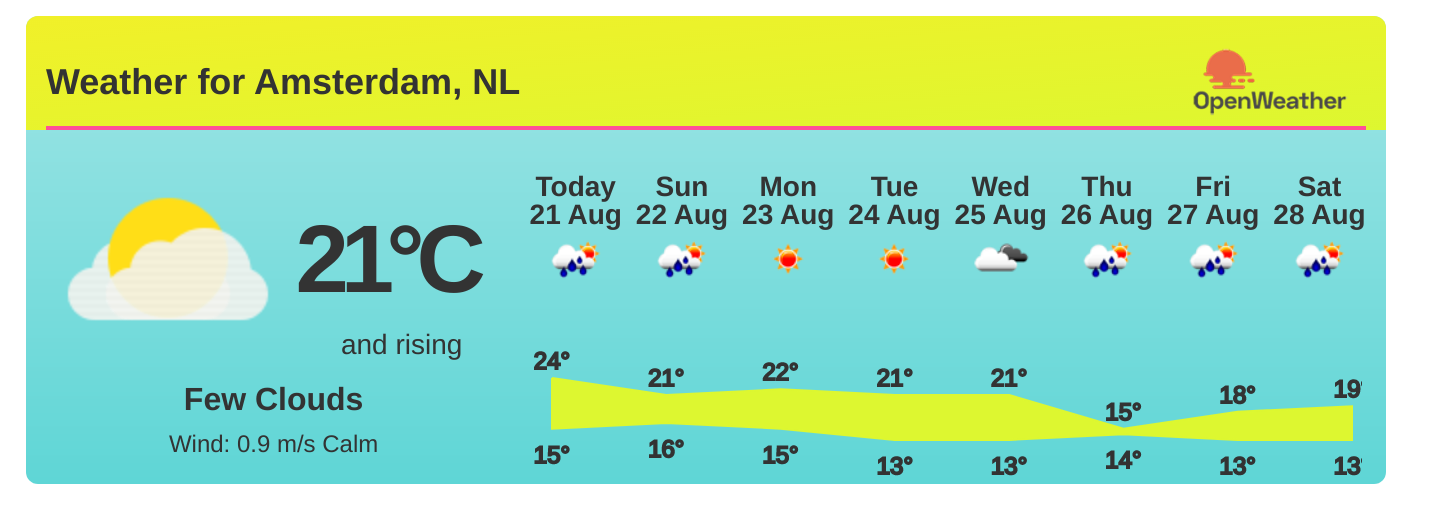 Weather for Amsterdam, NL
OpenWeather
21°C
and rising
Few Clouds
Wind: 0.9 m/s Calm
Today Sun Mon Tue Wed Thu Fri Sat
21 Aug 22 Aug 23 Aug 24 Aug 25 Aug 26 Aug 27 Aug 28 Aug
24° 21° 22° 21° 21° 15° 18° 19°
15° 16° 15° 13° 13° 14° 13° 13°